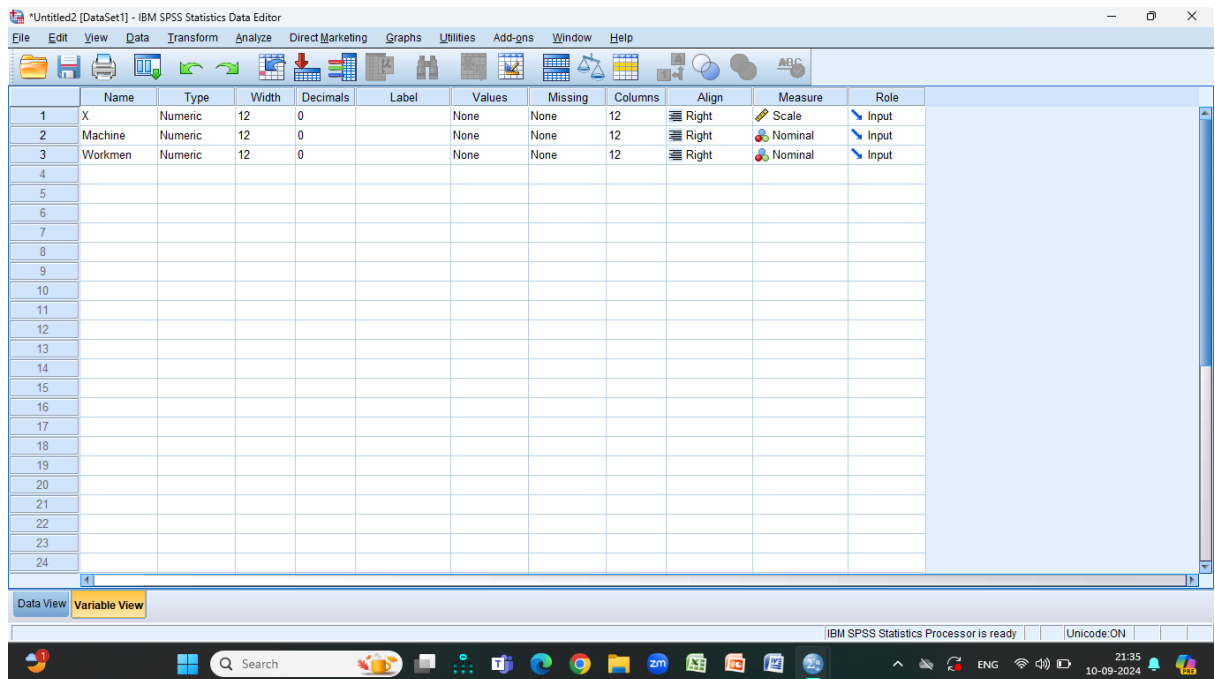 *Untitled2 [DataSet1] - IBM SPSS Statistics Data Editor
File Edit View Data Transform Analyze Direct Marketing Graphs Utilities Add-ons Window Help
Name Type Width Decimals Label Values Missing Columns Align Measure Role
1 X Numeric 12 0 None None 12 Right Scale Input
2 Machine Numeric 12 0 None None 12 Right Nominal Input
3 Workmen Numeric 12 0 None None 12 Right Nominal Input
4
5
6
7
8
9
10
11
12
13
14
15
16
17
18
19
20
21
22
23
24
Data View Variable View
IBM SPSS Statistics Processor is ready Unicode:ON
1 Search zm ENG 21:35
10-09-2024 PRE